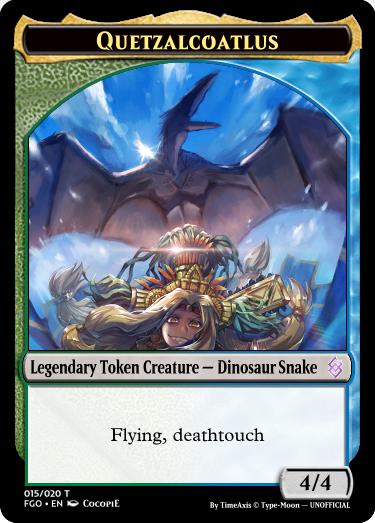 Quetzalcoatlus
Legendary Token Creature — Dinosaur Snake
Flying, deathtouch
4/4
015/020 T
FGO • EN CocopiE
By TimeAxis © Type-Moon — UNOFFICIAL